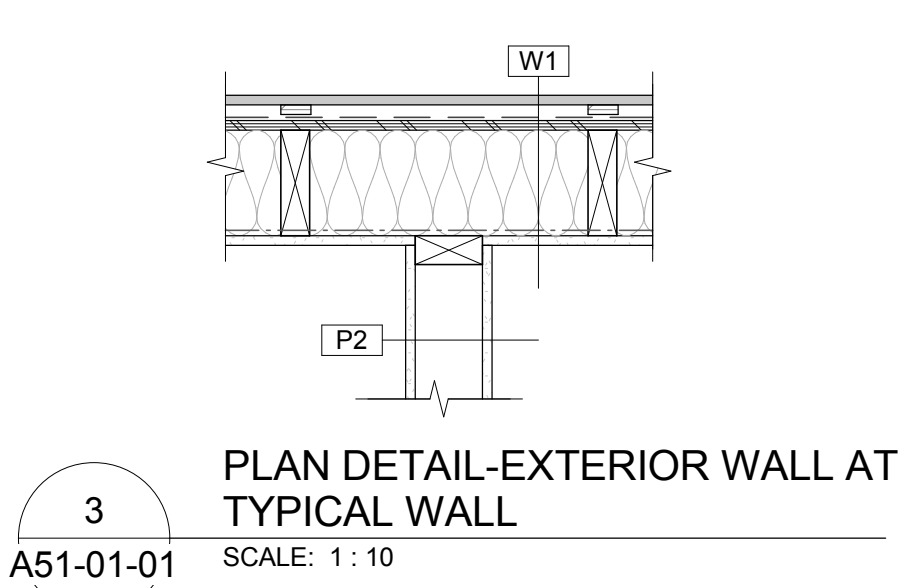 W1
P2
3
A51-01-01
PLAN DETAIL-EXTERIOR WALL AT
TYPICAL WALL
SCALE: 1 : 10